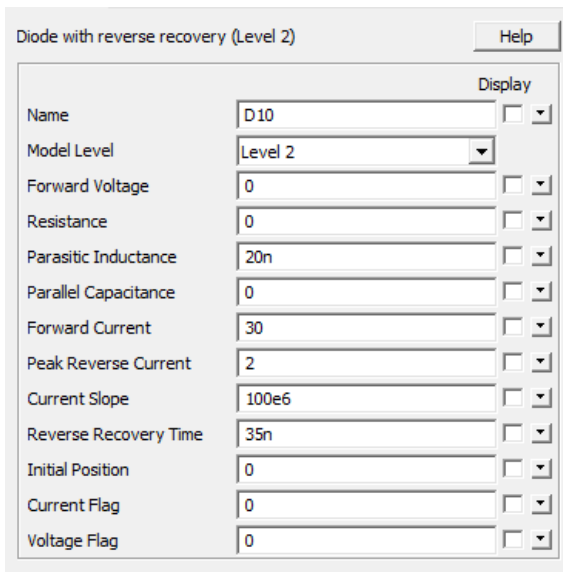 Diode with reverse recovery (Level 2) Help
Display
Name D10
Model Level Level 2
Forward Voltage 0
Resistance 0
Parasitic Inductance 20n
Parallel Capacitance 0
Forward Current 30
Peak Reverse Current 2
Current Slope 100e6
Reverse Recovery Time 35n
Initial Position 0
Current Flag 0
Voltage Flag 0